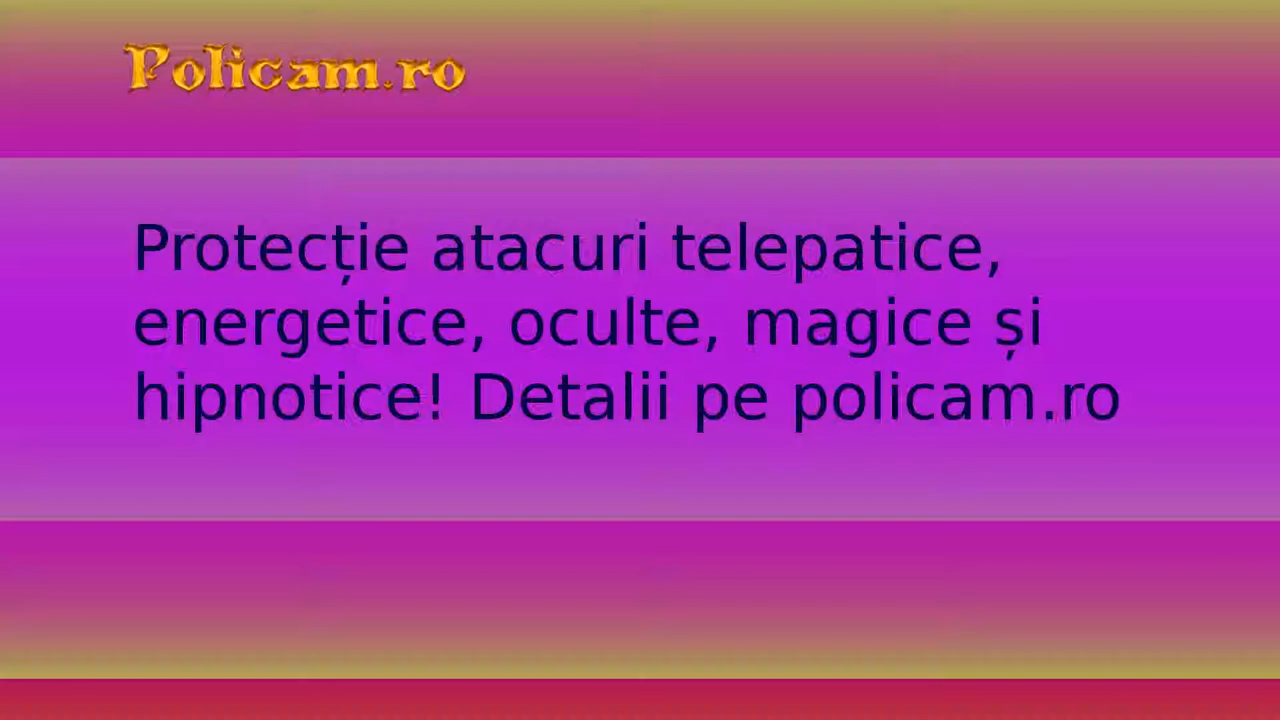 Policam.ro
Protecție atacuri telepatice,
energetice, oculte, magice și
hipnotice! Detalii pe policam.ro